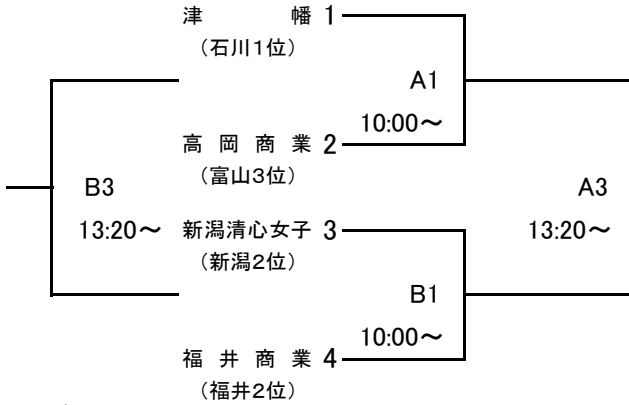 津 幡 1
（石川1位）
A1
10:00～
高 岡 商 業 2
（富山3位）
B3
13:20～
A3
13:20～
新潟清心女子 3
（新潟2位）
B1
10:00～
福 井 商 業 4
（福井2位）